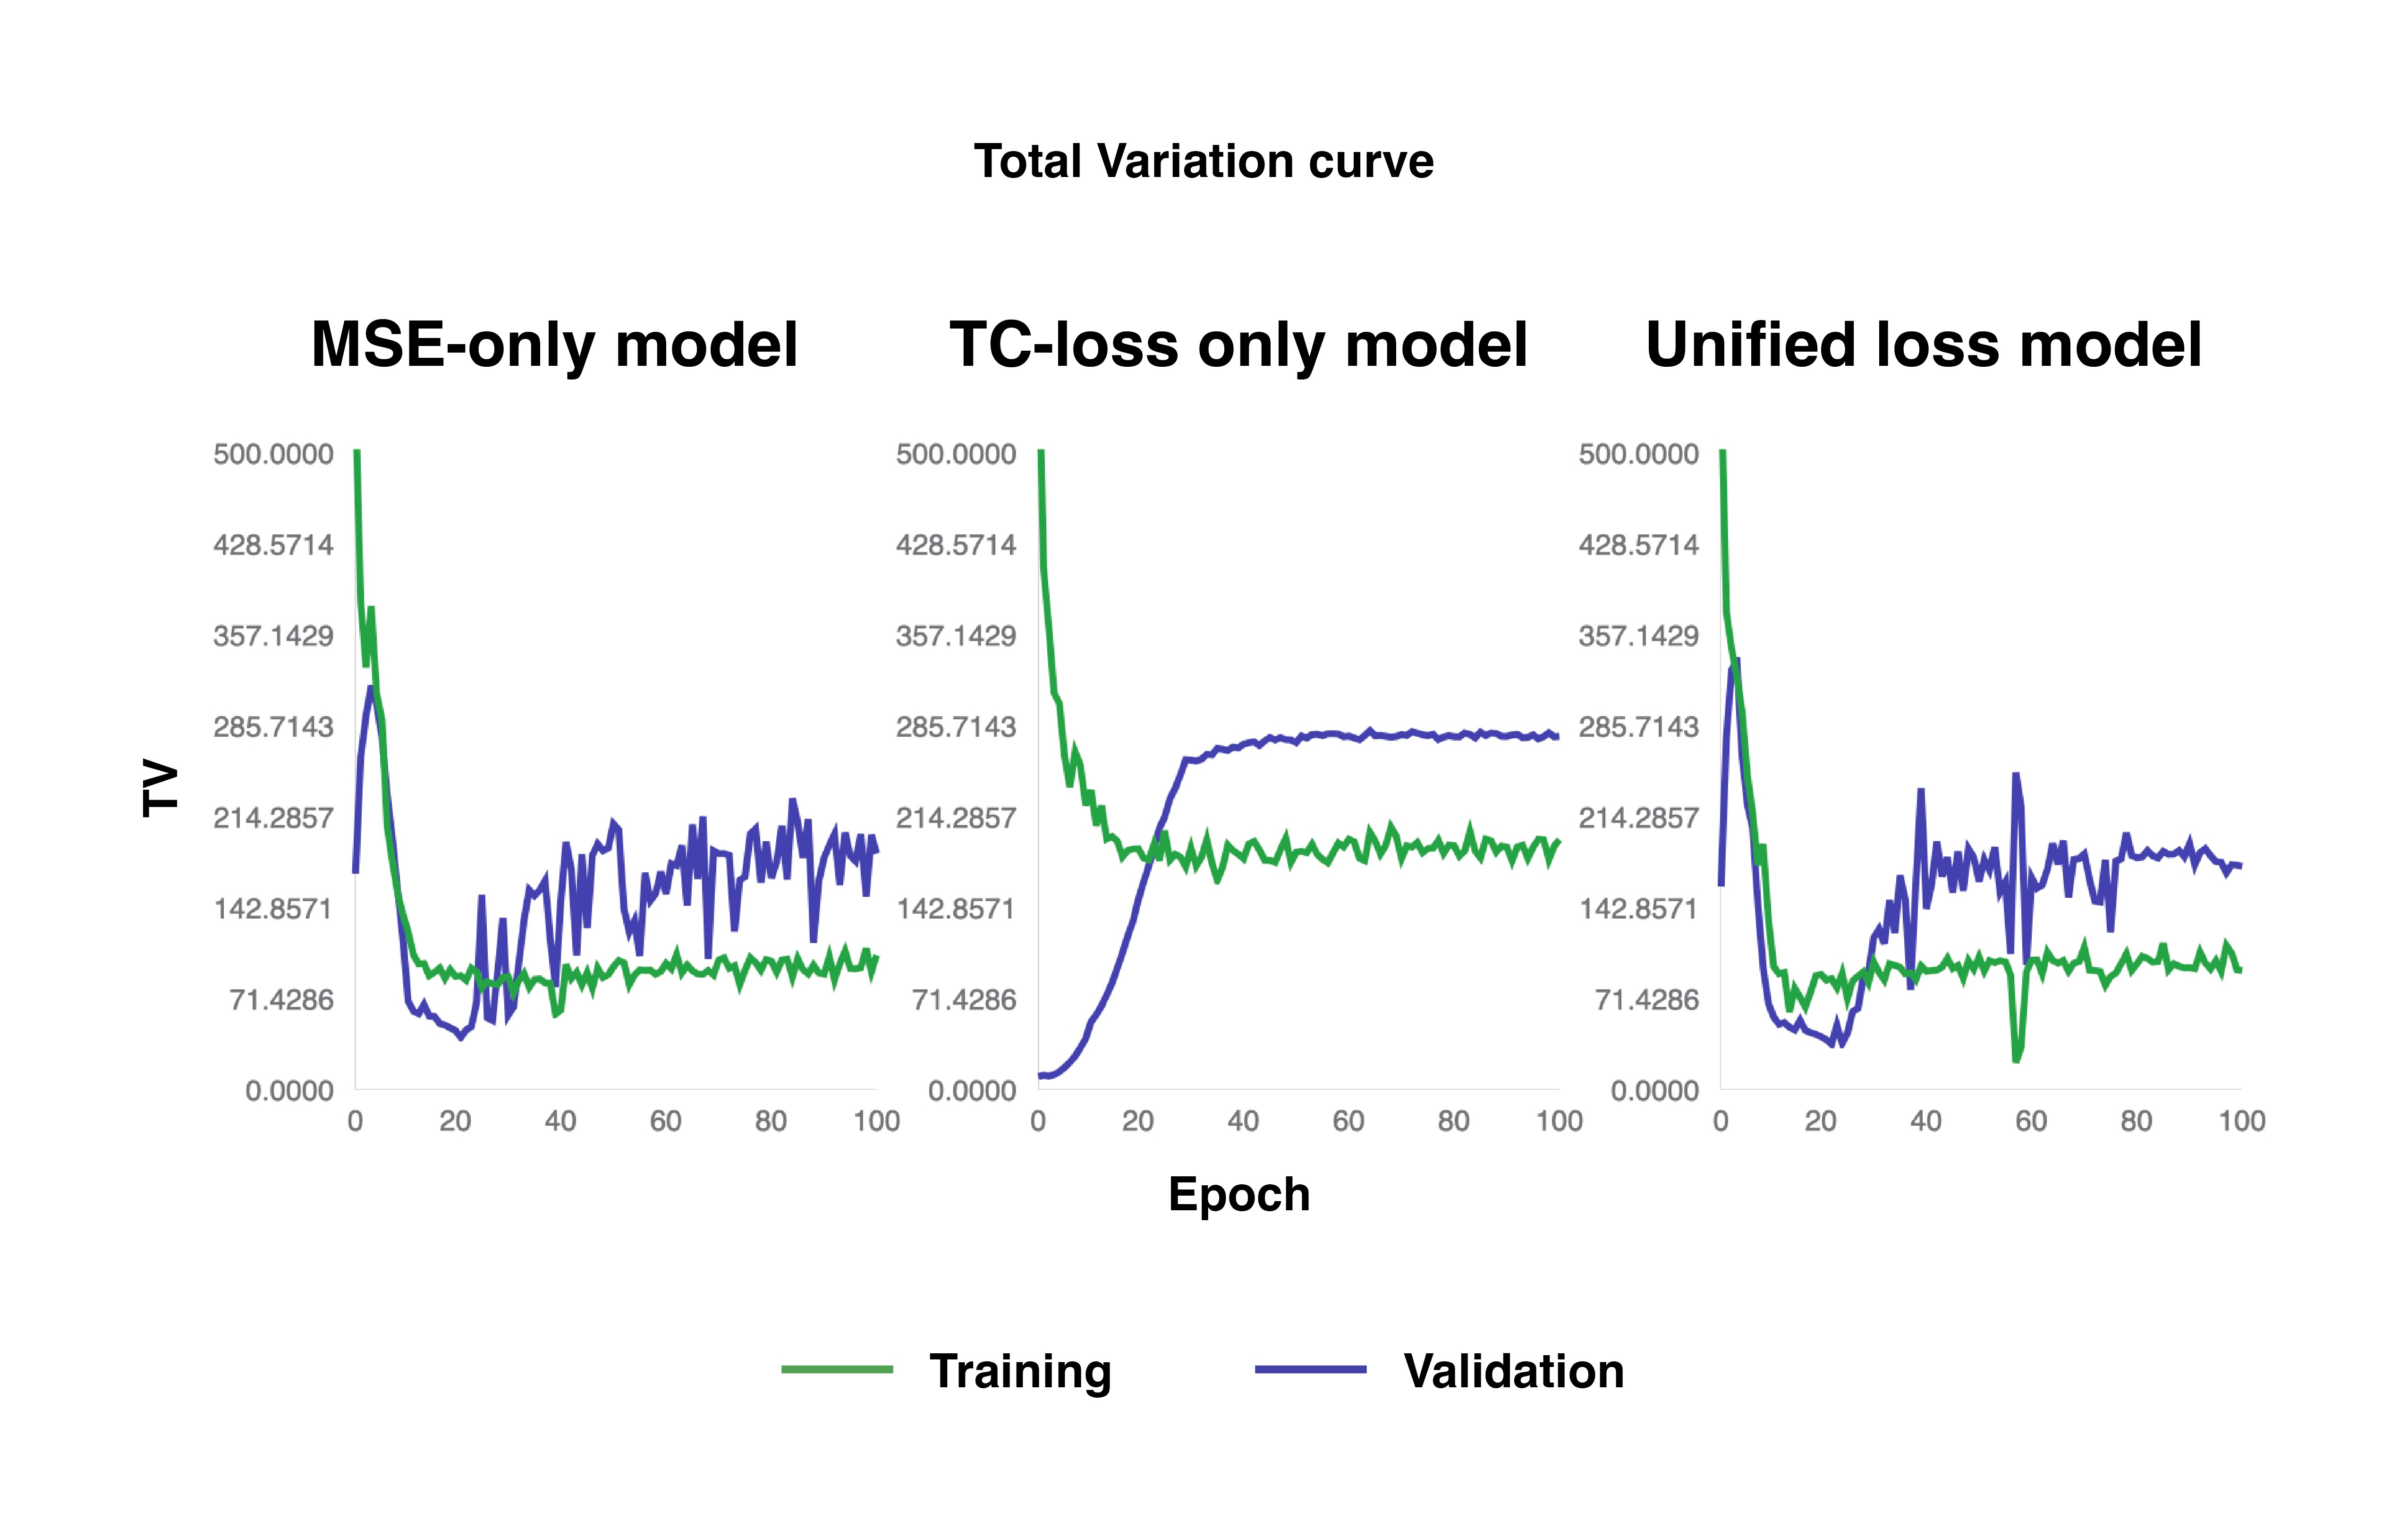 Total Variation curve
MSE-only model
TC-loss only model
Unified loss model
500.0000
428.5714
357.1429
285.7143
214.2857
142.8571
71.4286
0.0000
0 20 40 60 80 100
500.0000
428.5714
357.1429
285.7143
214.2857
142.8571
71.4286
0.0000
0 20 40 60 80 100
500.0000
428.5714
357.1429
285.7143
214.2857
142.8571
71.4286
0.0000
0 20 40 60 80 100
TV
Epoch
Training
Validation